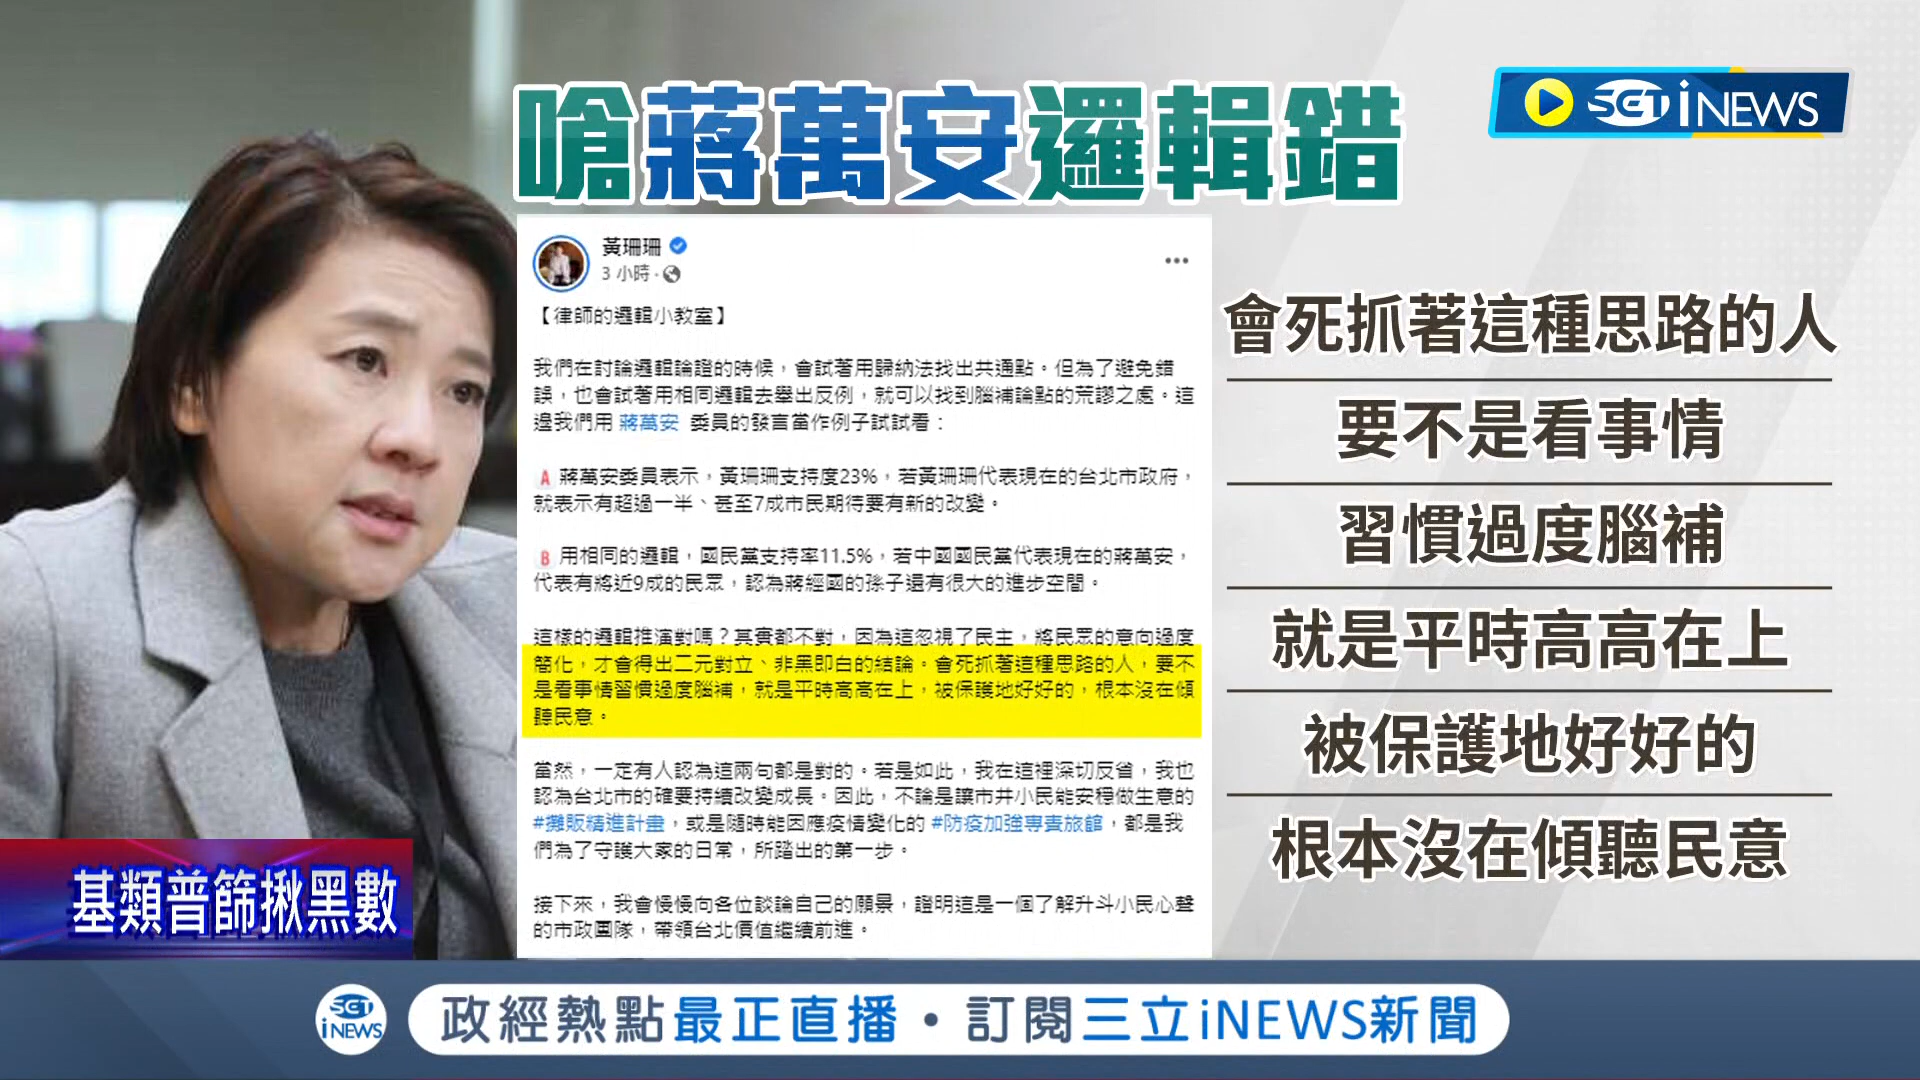 嗆蔣萬安邏輯錯
SET iNEWS
黃珊珊
3 小時 ·
【律師的邏輯小教室】
我們在討論邏輯論證的時候，會試著用歸納法找出共通點。但為了避免錯
誤，也會試著用相同邏輯去舉出反例，就可以找到腦補論點的荒謬之處。這
邊我們用 蔣萬安 委員的發言當作例子試試看：
A 蔣萬安委員表示，黃珊珊支持度23%，若黃珊珊代表現在的台北市政府，
就表示有超過一半、甚至7成市民期待要有新的改變。
B 用相同的邏輯，國民黨支持率11.5%，若中國國民黨代表現在的蔣萬安，
代表有將近9成的民眾，認為蔣經國的孫子還有很大的進步空間。
這樣的邏輯推演對嗎？其實都不對，因為這忽視了民主，將民眾的意向過度
簡化，才會得出二元對立、非黑即白的結論。會死抓著這種思路的人，要不
是看事情習慣過度腦補，就是平時高高在上，被保護地好好的，根本沒在傾
聽民意。
當然，一定有人認為這兩句都是對的。若是如此，我在這裡深切反省，我也
認為台北市的確要持續改變成長。因此，不論是讓市井小民能安穩做生意的
#攤販精進計畫，或是隨時能因應疫情變化的 #防疫加強專責旅館，都是我
們為了守護大家的日常，所踏出的第一步。
接下來，我會慢慢向各位談論自己的願景，證明這是一個了解升斗小民心聲
的市政團隊，帶領台北價值繼續前進。
會死抓著這種思路的人
要不是看事情
習慣過度腦補
就是平時高高在上
被保護地好好的
根本沒在傾聽民意
基類普篩揪黑數
SET iNEWS
政經熱點最正直播・訂閱三立iNEWS新聞